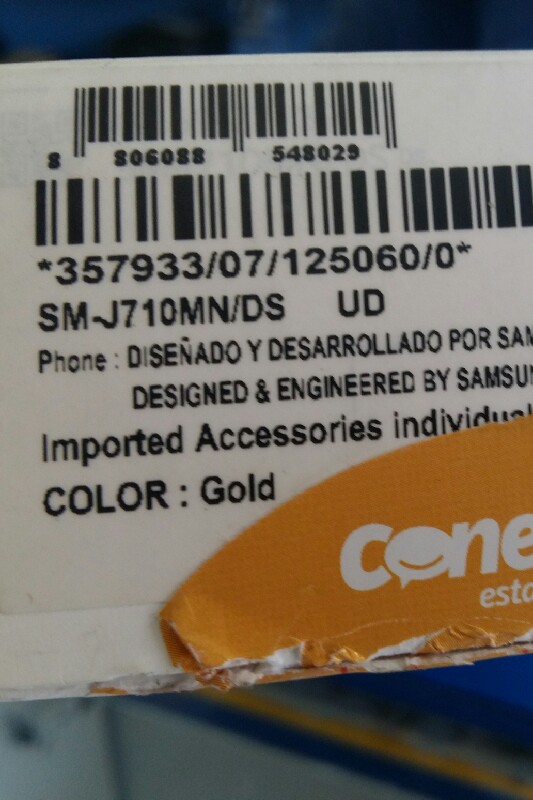 8 806088 548029
*357933/07/125060/0*
SM-J710MN/DS UD
Phone : DISEÑADO Y DESARROLLADO POR SAM
DESIGNED & ENGINEERED BY SAMSUN
Imported Accessories individual
COLOR : Gold
cone
esta